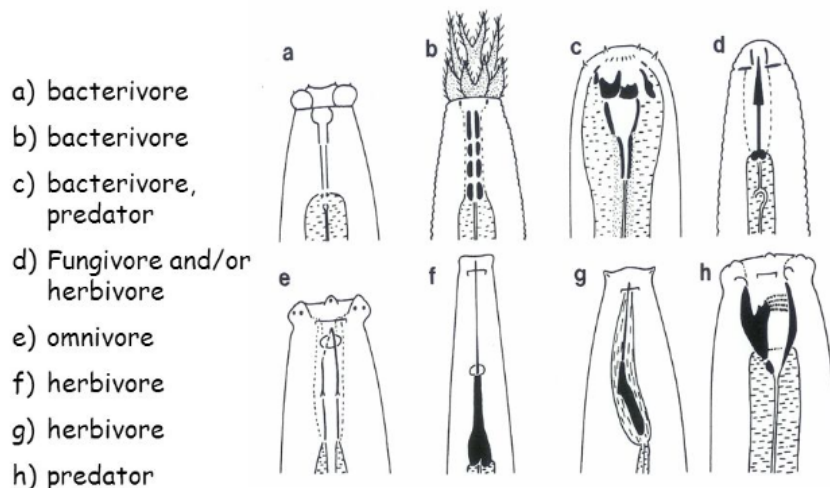 a) bacterivore
b) bacterivore
c) bacterivore,
predator
d) Fungivore and/or
herbivore
e) omnivore
f) herbivore
g) herbivore
h) predator
a b c d
e f g h